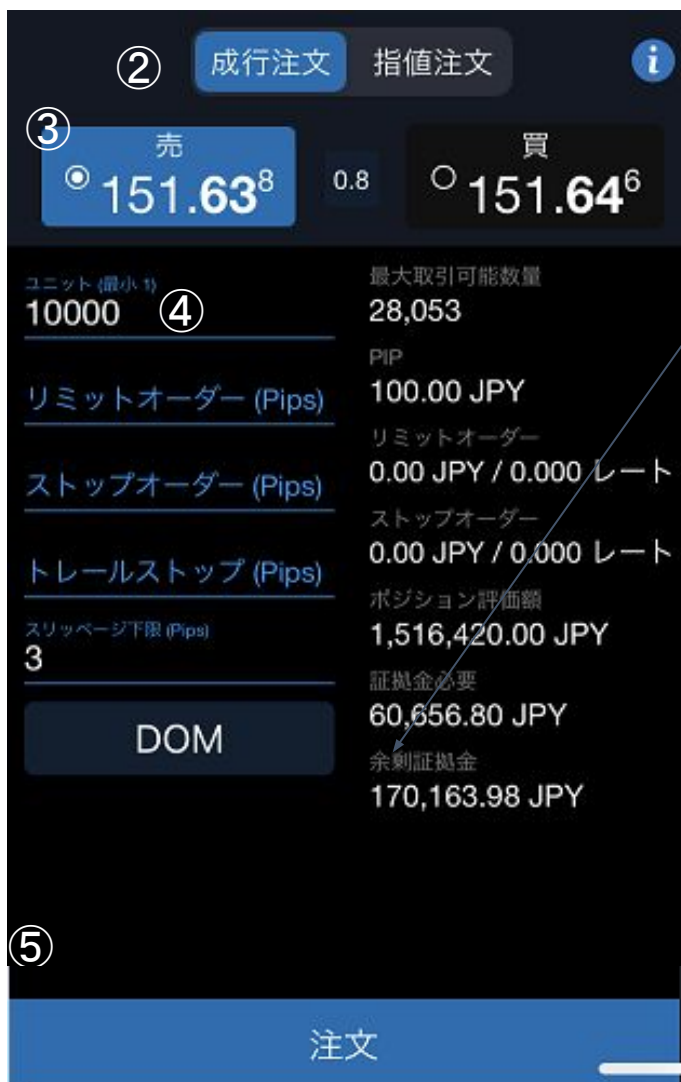 ② 成行注文 指値注文 i
③ 売 買
151.63⁸ 0.8 151.64⁶
ユニット (最小 1) 最大取引可能数量
10000 ④ 28,053
PIP
リミットオーダー (Pips) 100.00 JPY
リミットオーダー
ストップオーダー (Pips) 0.00 JPY / 0.000 レート
ストップオーダー
トレールストップ (Pips) 0.00 JPY / 0.000 レート
スリッページ下限 (Pips) ポジション評価額
3 1,516,420.00 JPY
証拠金必要
DOM 60,656.80 JPY
余剰証拠金
170,163.98 JPY
⑤
注文